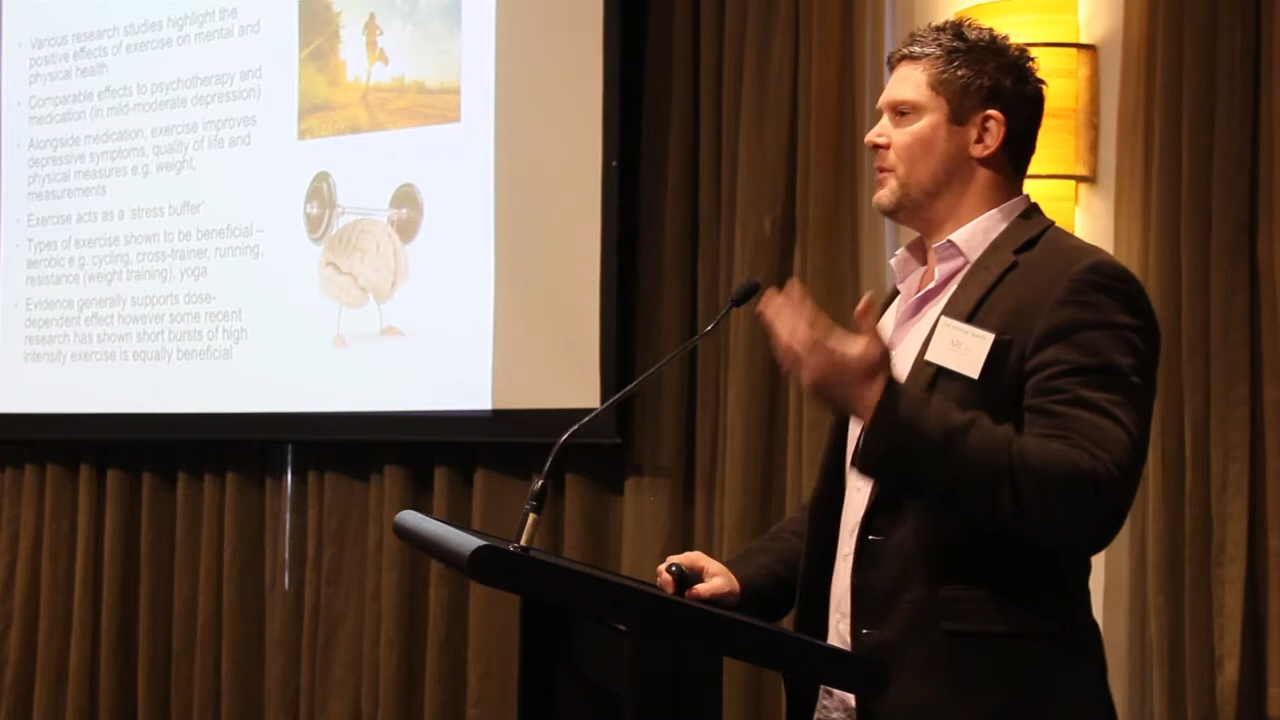 Various research studies highlight the
positive effects of exercise on mental and
physical health
Comparable effects to psychotherapy and
medication (in mild-moderate depression)
Alongside medication, exercise improves
depressive symptoms, quality of life and
physical measures e.g. weight,
measurements
Exercise acts as a 'stress buffer'
Types of exercise shown to be beneficial –
aerobic e.g. cycling, cross-trainer, running,
resistance (weight training), yoga
Evidence generally supports dose-
dependent effect however some recent
research has shown short bursts of high
intensity exercise is equally beneficial
ARC